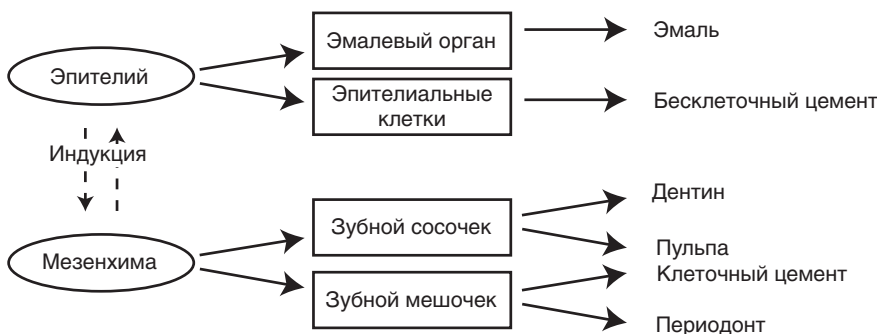 Эпителий
Эмалевый орган
Эмаль
Эпителиальные
клетки
Бесклеточный цемент
Индукция
Мезенхима
Зубной сосочек
Дентин
Пульпа
Зубной мешочек
Клеточный цемент
Периодонт